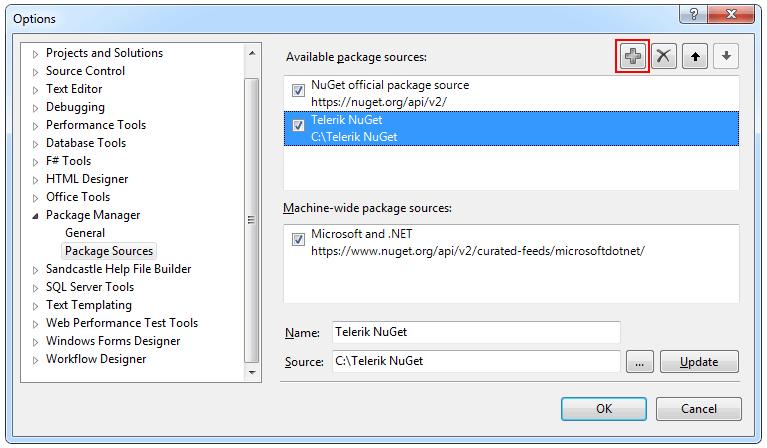 Options
Projects and Solutions
Source Control
Text Editor
Debugging
Performance Tools
Database Tools
F# Tools
HTML Designer
Office Tools
Package Manager
General
Package Sources
Sandcastle Help File Builder
SQL Server Tools
Text Templating
Web Performance Test Tools
Windows Forms Designer
Workflow Designer
Available package sources:
NuGet official package source
https://nuget.org/api/v2/
Telerik NuGet
C:\Telerik NuGet
Machine-wide package sources:
Microsoft and .NET
https://www.nuget.org/api/v2/curated-feeds/microsoftdotnet/
Name: Telerik NuGet
Source: C:\Telerik NuGet ... Update
OK Cancel